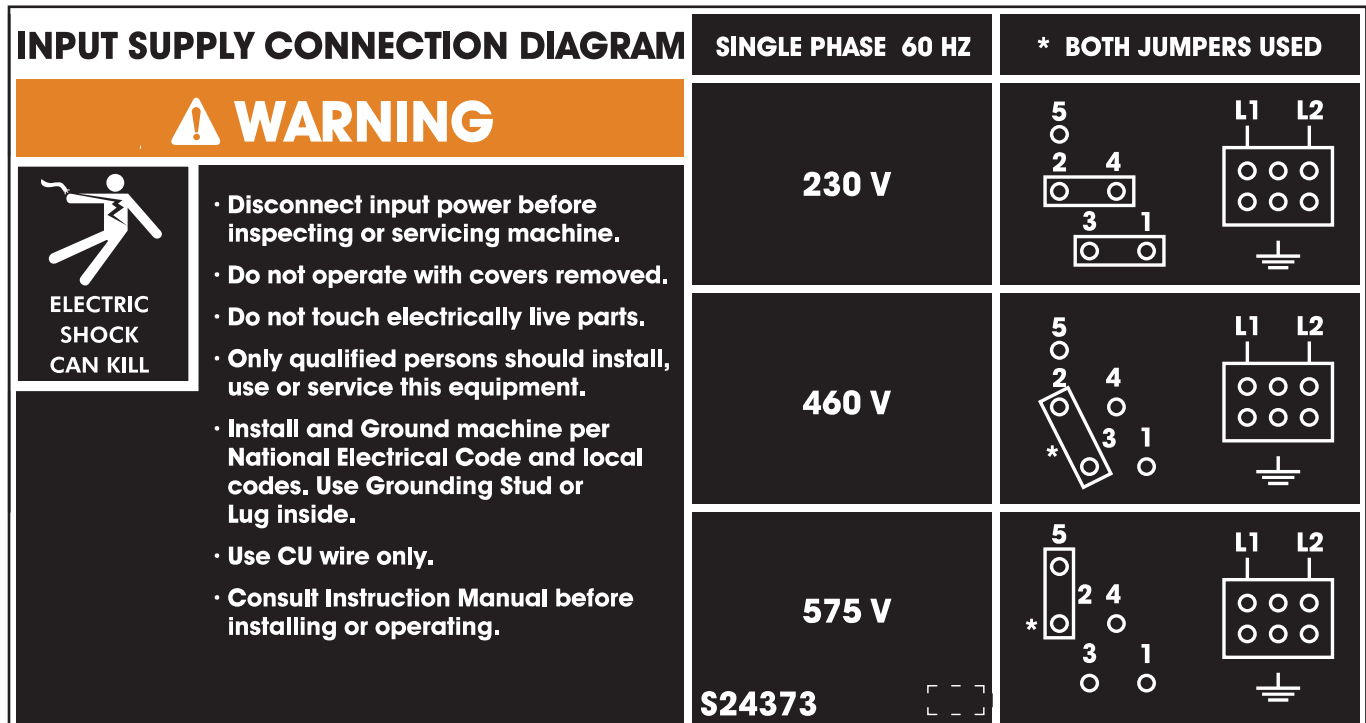 INPUT SUPPLY CONNECTION DIAGRAM
WARNING
ELECTRIC
SHOCK
CAN KILL
· Disconnect input power before
inspecting or servicing machine.
· Do not operate with covers removed.
· Do not touch electrically live parts.
· Only qualified persons should install,
use or service this equipment.
· Install and Ground machine per
National Electrical Code and local
codes. Use Grounding Stud or
Lug inside.
· Use CU wire only.
· Consult Instruction Manual before
installing or operating.
SINGLE PHASE 60 HZ
* BOTH JUMPERS USED
230 V
5
2 4
3 1
L1 L2
460 V
5
2 4
3 1
*
L1 L2
575 V
5
2 4
*
3 1
L1 L2
S24373